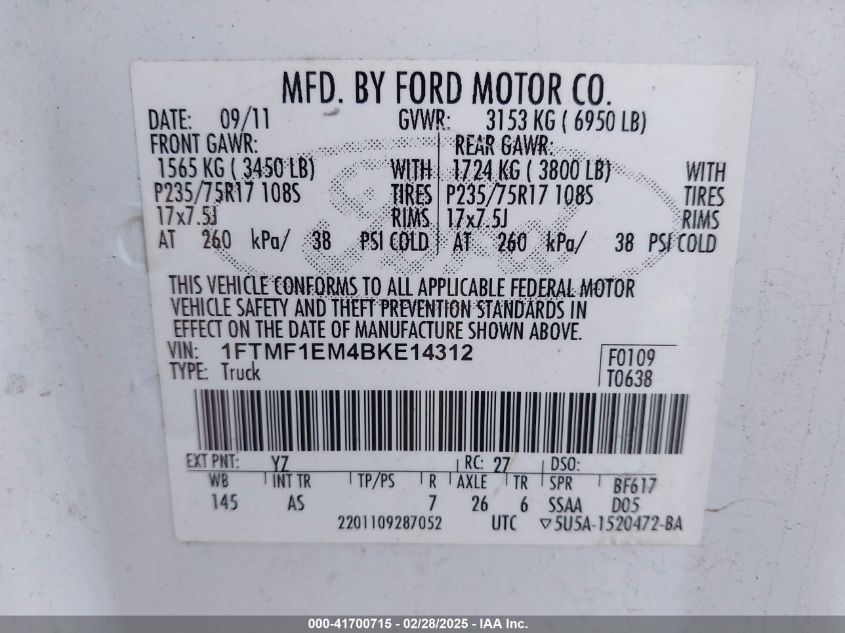 MFD. BY FORD MOTOR CO.
DATE: 09/11 GVWR: 3153 KG ( 6950 LB)
FRONT GAWR: REAR GAWR:
1565 KG ( 3450 LB) WITH 1724 KG ( 3800 LB) WITH
P235/75R17 108S TIRES P235/75R17 108S TIRES
17x7.5J RIMS 17x7.5J RIMS
AT 260 kPa/ 38 PSI COLD AT 260 kPa/ 38 PSI COLD
Ford
THIS VEHICLE CONFORMS TO ALL APPLICABLE FEDERAL MOTOR
VEHICLE SAFETY AND THEFT PREVENTION STANDARDS IN
EFFECT ON THE DATE OF MANUFACTURE SHOWN ABOVE.
VIN: 1FTMF1EM4BKE14312 F0109
TYPE: Truck T0638
EXT PNT: YZ RC: 27 DSO:
WB INT TR TP/PS R AXLE TR SPR BF617
145 AS 7 26 6 SSAA D05
2201109287052 UTC ▽5U5A-1520472-BA
000-41700715 - 02/28/2025 - IAA Inc.